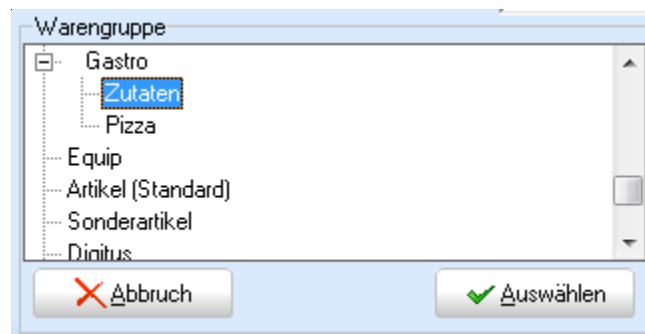 Warengruppe
Gastro
Zutaten
Pizza
Equip
Artikel (Standard)
Sonderartikel
Digitus
Abbruch
Auswählen